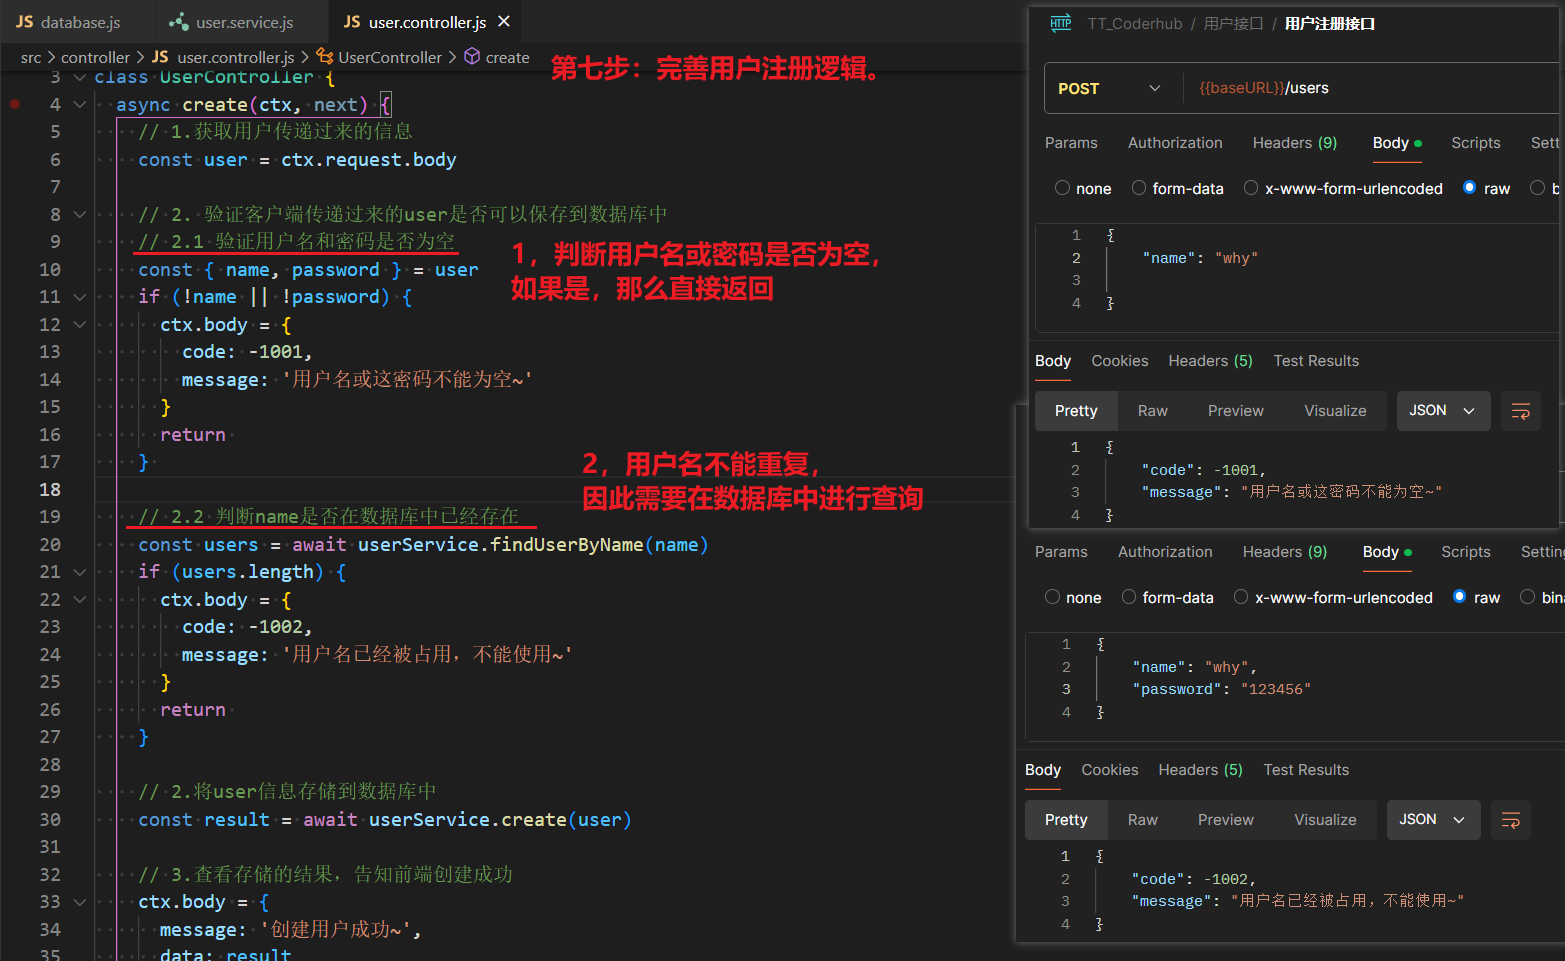 JS database.js
user.service.js
JS user.controller.js ×
src > controller > JS user.controller.js > UserController > create
第七步：完善用户注册逻辑。
3 class UserController {
4 async create(ctx, next) {
5 // 1.获取用户传递过来的信息
6 const user = ctx.request.body
7
8 // 2. 验证客户端传递过来的user是否可以保存到数据库中
9 // 2.1 验证用户名和密码是否为空
10 const { name, password } = user
11 if (!name || !password) {
12 ctx.body = {
13 code: -1001,
14 message: '用户名或这密码不能为空~'
15 }
16 return
17 }
18
19 // 2.2 判断name是否在数据库中已经存在
20 const users = await userService.findUserByName(name)
21 if (users.length) {
22 ctx.body = {
23 code: -1002,
24 message: '用户名已经被占用，不能使用~'
25 }
26 return
27 }
28
29 // 2.将user信息存储到数据库中
30 const result = await userService.create(user)
31
32 // 3.查看存储的结果，告知前端创建成功
33 ctx.body = {
34 message: '创建用户成功~',
35 data: result
1，判断用户名或密码是否为空，
如果是，那么直接返回
2，用户名不能重复，
因此需要在数据库中进行查询
HTTP TT_Coderhub / 用户接口 / 用户注册接口
POST {{baseURL}}/users
Params Authorization Headers (9) Body Scripts Sett
none form-data x-www-form-urlencoded raw b
1 {
2 "name": "why"
3
4 }
Body Cookies Headers (5) Test Results
Pretty Raw Preview Visualize JSON
1 {
2 "code": -1001,
3 "message": "用户名或这密码不能为空~"
4 }
Params Authorization Headers (9) Body Scripts Setting
none form-data x-www-form-urlencoded raw bina
1 {
2 "name": "why",
3 "password": "123456"
4 }
Body Cookies Headers (5) Test Results
Pretty Raw Preview Visualize JSON
1 {
2 "code": -1002,
3 "message": "用户名已经被占用，不能使用~"
4 }